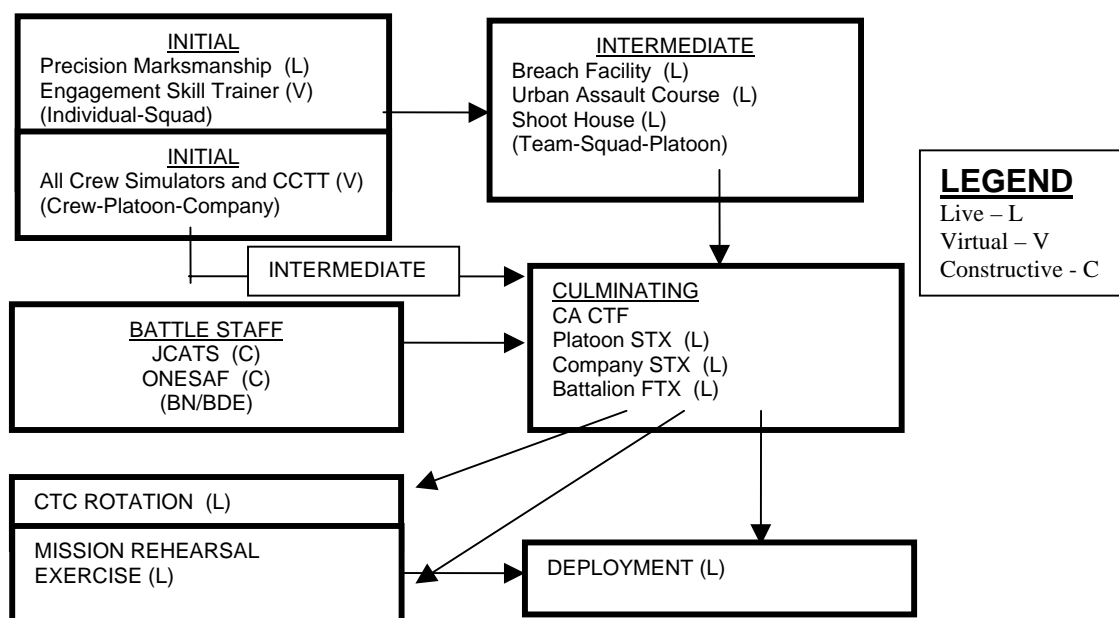 INITIAL
Precision Marksmanship (L)
Engagement Skill Trainer (V)
(Individual-Squad)
INITIAL
All Crew Simulators and CCTT (V)
(Crew-Platoon-Company)
INTERMEDIATE
Breach Facility (L)
Urban Assault Course (L)
Shoot House (L)
(Team-Squad-Platoon)
LEGEND
Live – L
Virtual – V
Constructive - C
INTERMEDIATE
BATTLE STAFF
JCATS (C)
ONESAF (C)
(BN/BDE)
CULMINATING
CA CTF
Platoon STX (L)
Company STX (L)
Battalion FTX (L)
CTC ROTATION (L)
MISSION REHEARSAL
EXERCISE (L)
DEPLOYMENT (L)